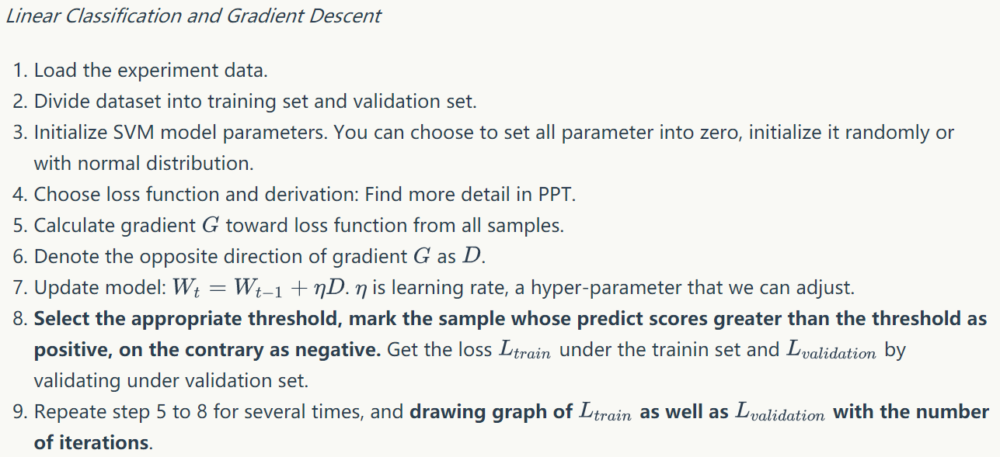 Linear Classification and Gradient Descent
1. Load the experiment data.
2. Divide dataset into training set and validation set.
3. Initialize SVM model parameters. You can choose to set all parameter into zero, initialize it randomly or
with normal distribution.
4. Choose loss function and derivation: Find more detail in PPT.
5. Calculate gradient G toward loss function from all samples.
6. Denote the opposite direction of gradient G as D.
7. Update model: W_t = W_{t−1} + ηD. η is learning rate, a hyper-parameter that we can adjust.
8. Select the appropriate threshold, mark the sample whose predict scores greater than the threshold as
positive, on the contrary as negative. Get the loss L_{train} under the trainin set and L_{validation} by
validating under validation set.
9. Repeat step 5 to 8 for several times, and drawing graph of L_{train} as well as L_{validation} with the number
of iterations.